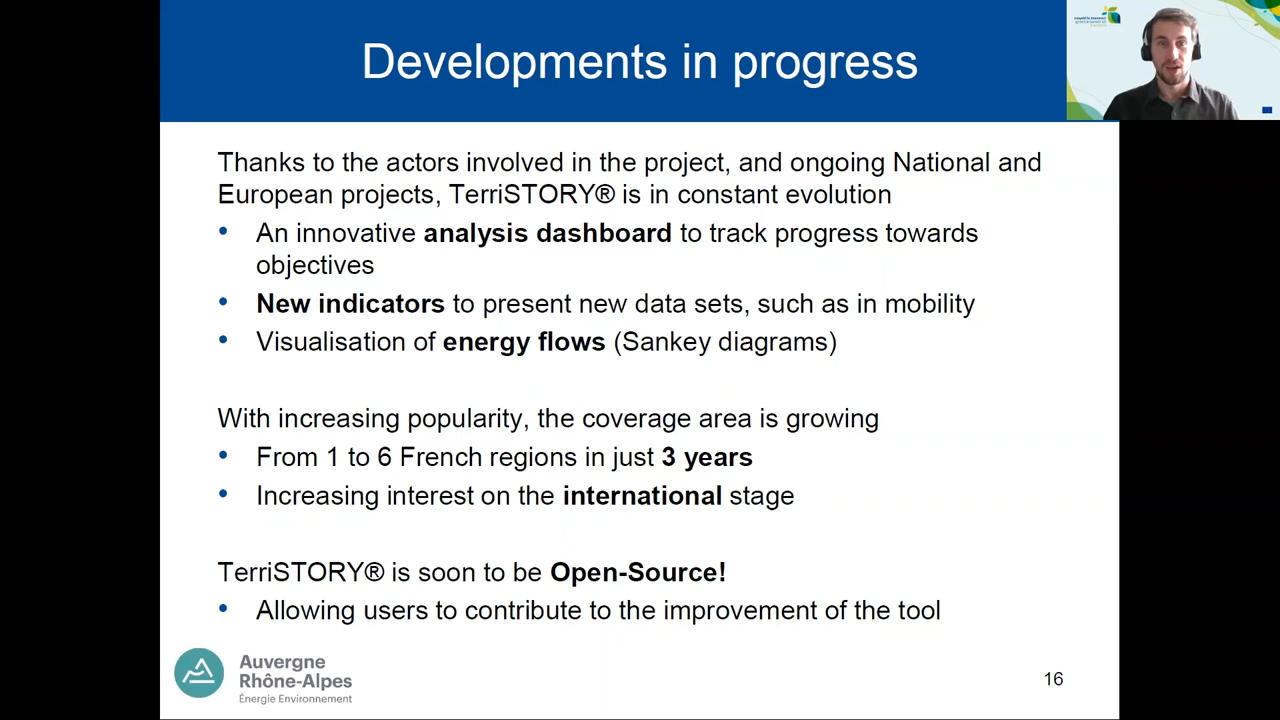 Developments in progress
Thanks to the actors involved in the project, and ongoing National and
European projects, TerriSTORY® is in constant evolution
• An innovative analysis dashboard to track progress towards
objectives
• New indicators to present new data sets, such as in mobility
• Visualisation of energy flows (Sankey diagrams)
With increasing popularity, the coverage area is growing
• From 1 to 6 French regions in just 3 years
• Increasing interest on the international stage
TerriSTORY® is soon to be Open-Source!
• Allowing users to contribute to the improvement of the tool
Auvergne
Rhône-Alpes
Énergie Environnement
16